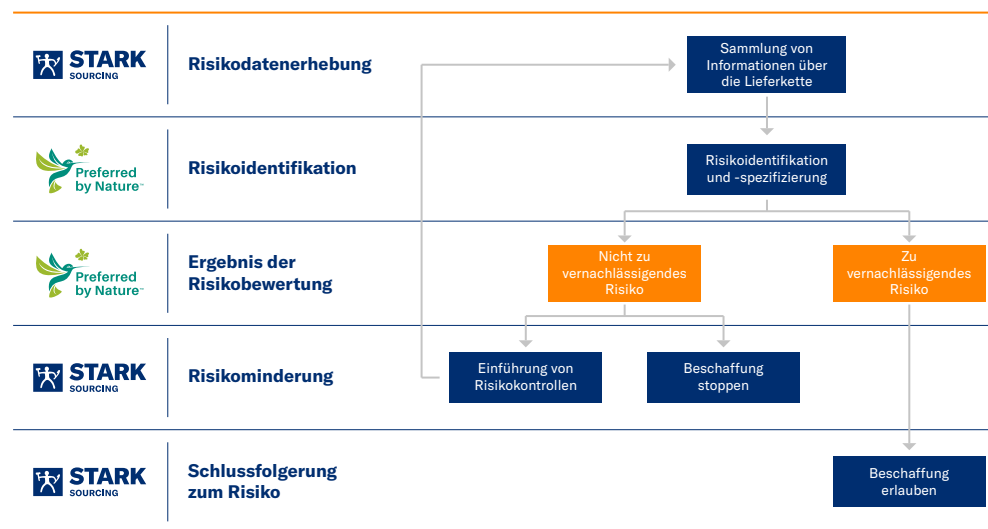 STARK
SOURCING
Risikodatenerhebung
Sammlung von
Informationen über
die Lieferkette
Preferred
by Nature™
Risikoidentifikation
Risikoidentifikation
und -spezifizierung
Preferred
by Nature™
Ergebnis der
Risikobewertung
Nicht zu
vernachlässigendes
Risiko
Zu
vernachlässigendes
Risiko
STARK
SOURCING
Risikominderung
Einführung von
Risikokontrollen
Beschaffung
stoppen
STARK
SOURCING
Schlussfolgerung
zum Risiko
Beschaffung
erlauben